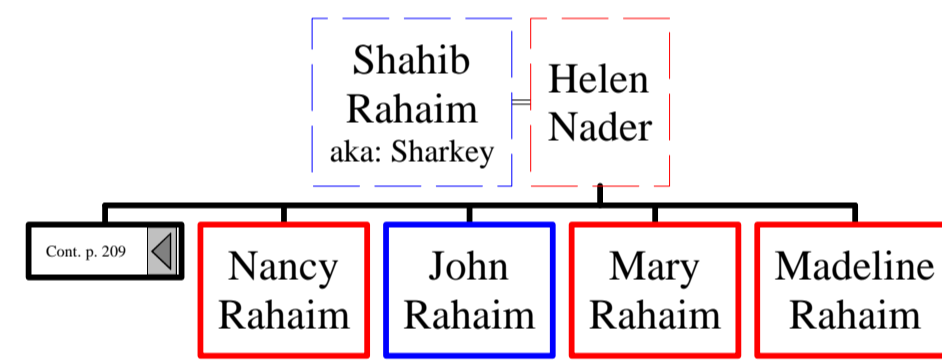 Shahib
Rahaim
aka: Sharkey
Helen
Nader
Cont. p. 209
Nancy
Rahaim
John
Rahaim
Mary
Rahaim
Madeline
Rahaim